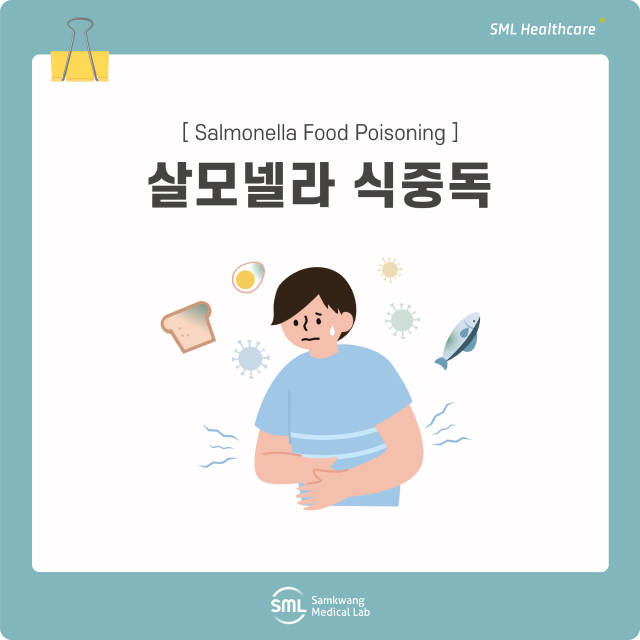 SML Healthcare
[ Salmonella Food Poisoning ]
살모넬라 식중독
SML Samkwang
Medical Lab